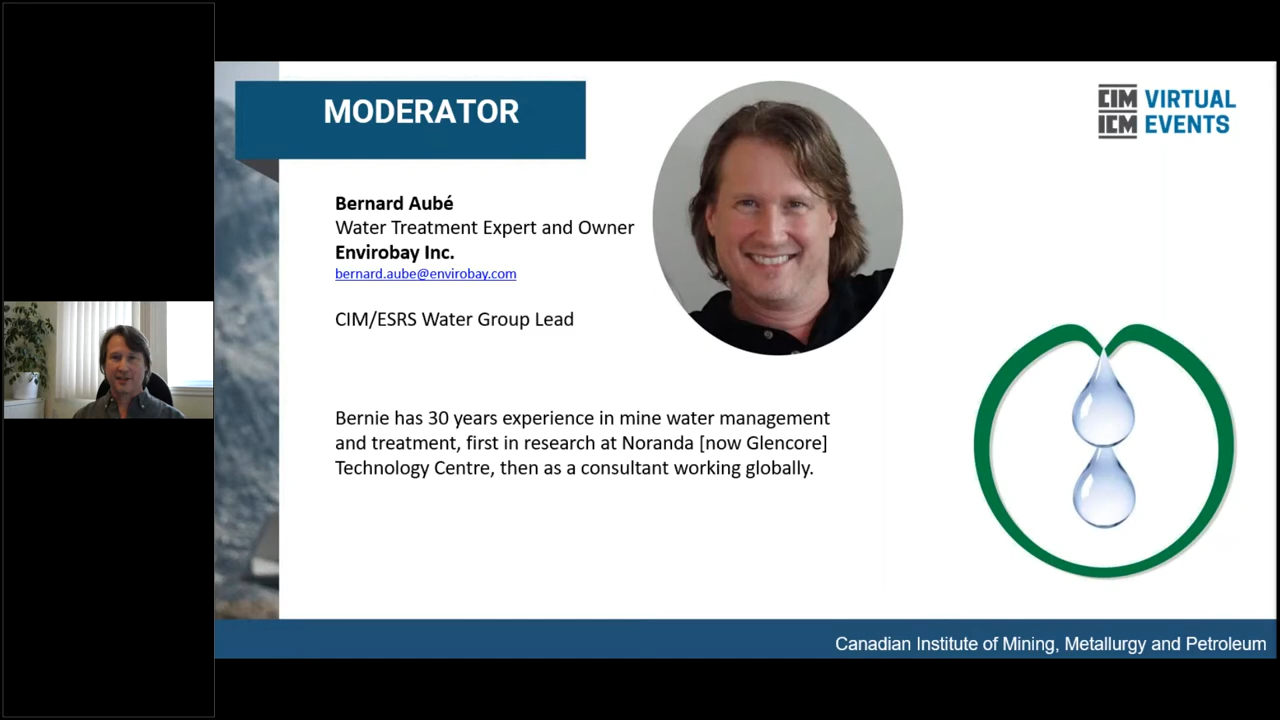 MODERATOR
CIM VIRTUAL
ICM EVENTS
Bernard Aubé
Water Treatment Expert and Owner
Envirobay Inc.
bernard.aube@envirobay.com
CIM/ESRS Water Group Lead
Bernie has 30 years experience in mine water management
and treatment, first in research at Noranda [now Glencore]
Technology Centre, then as a consultant working globally.
Canadian Institute of Mining, Metallurgy and Petroleum